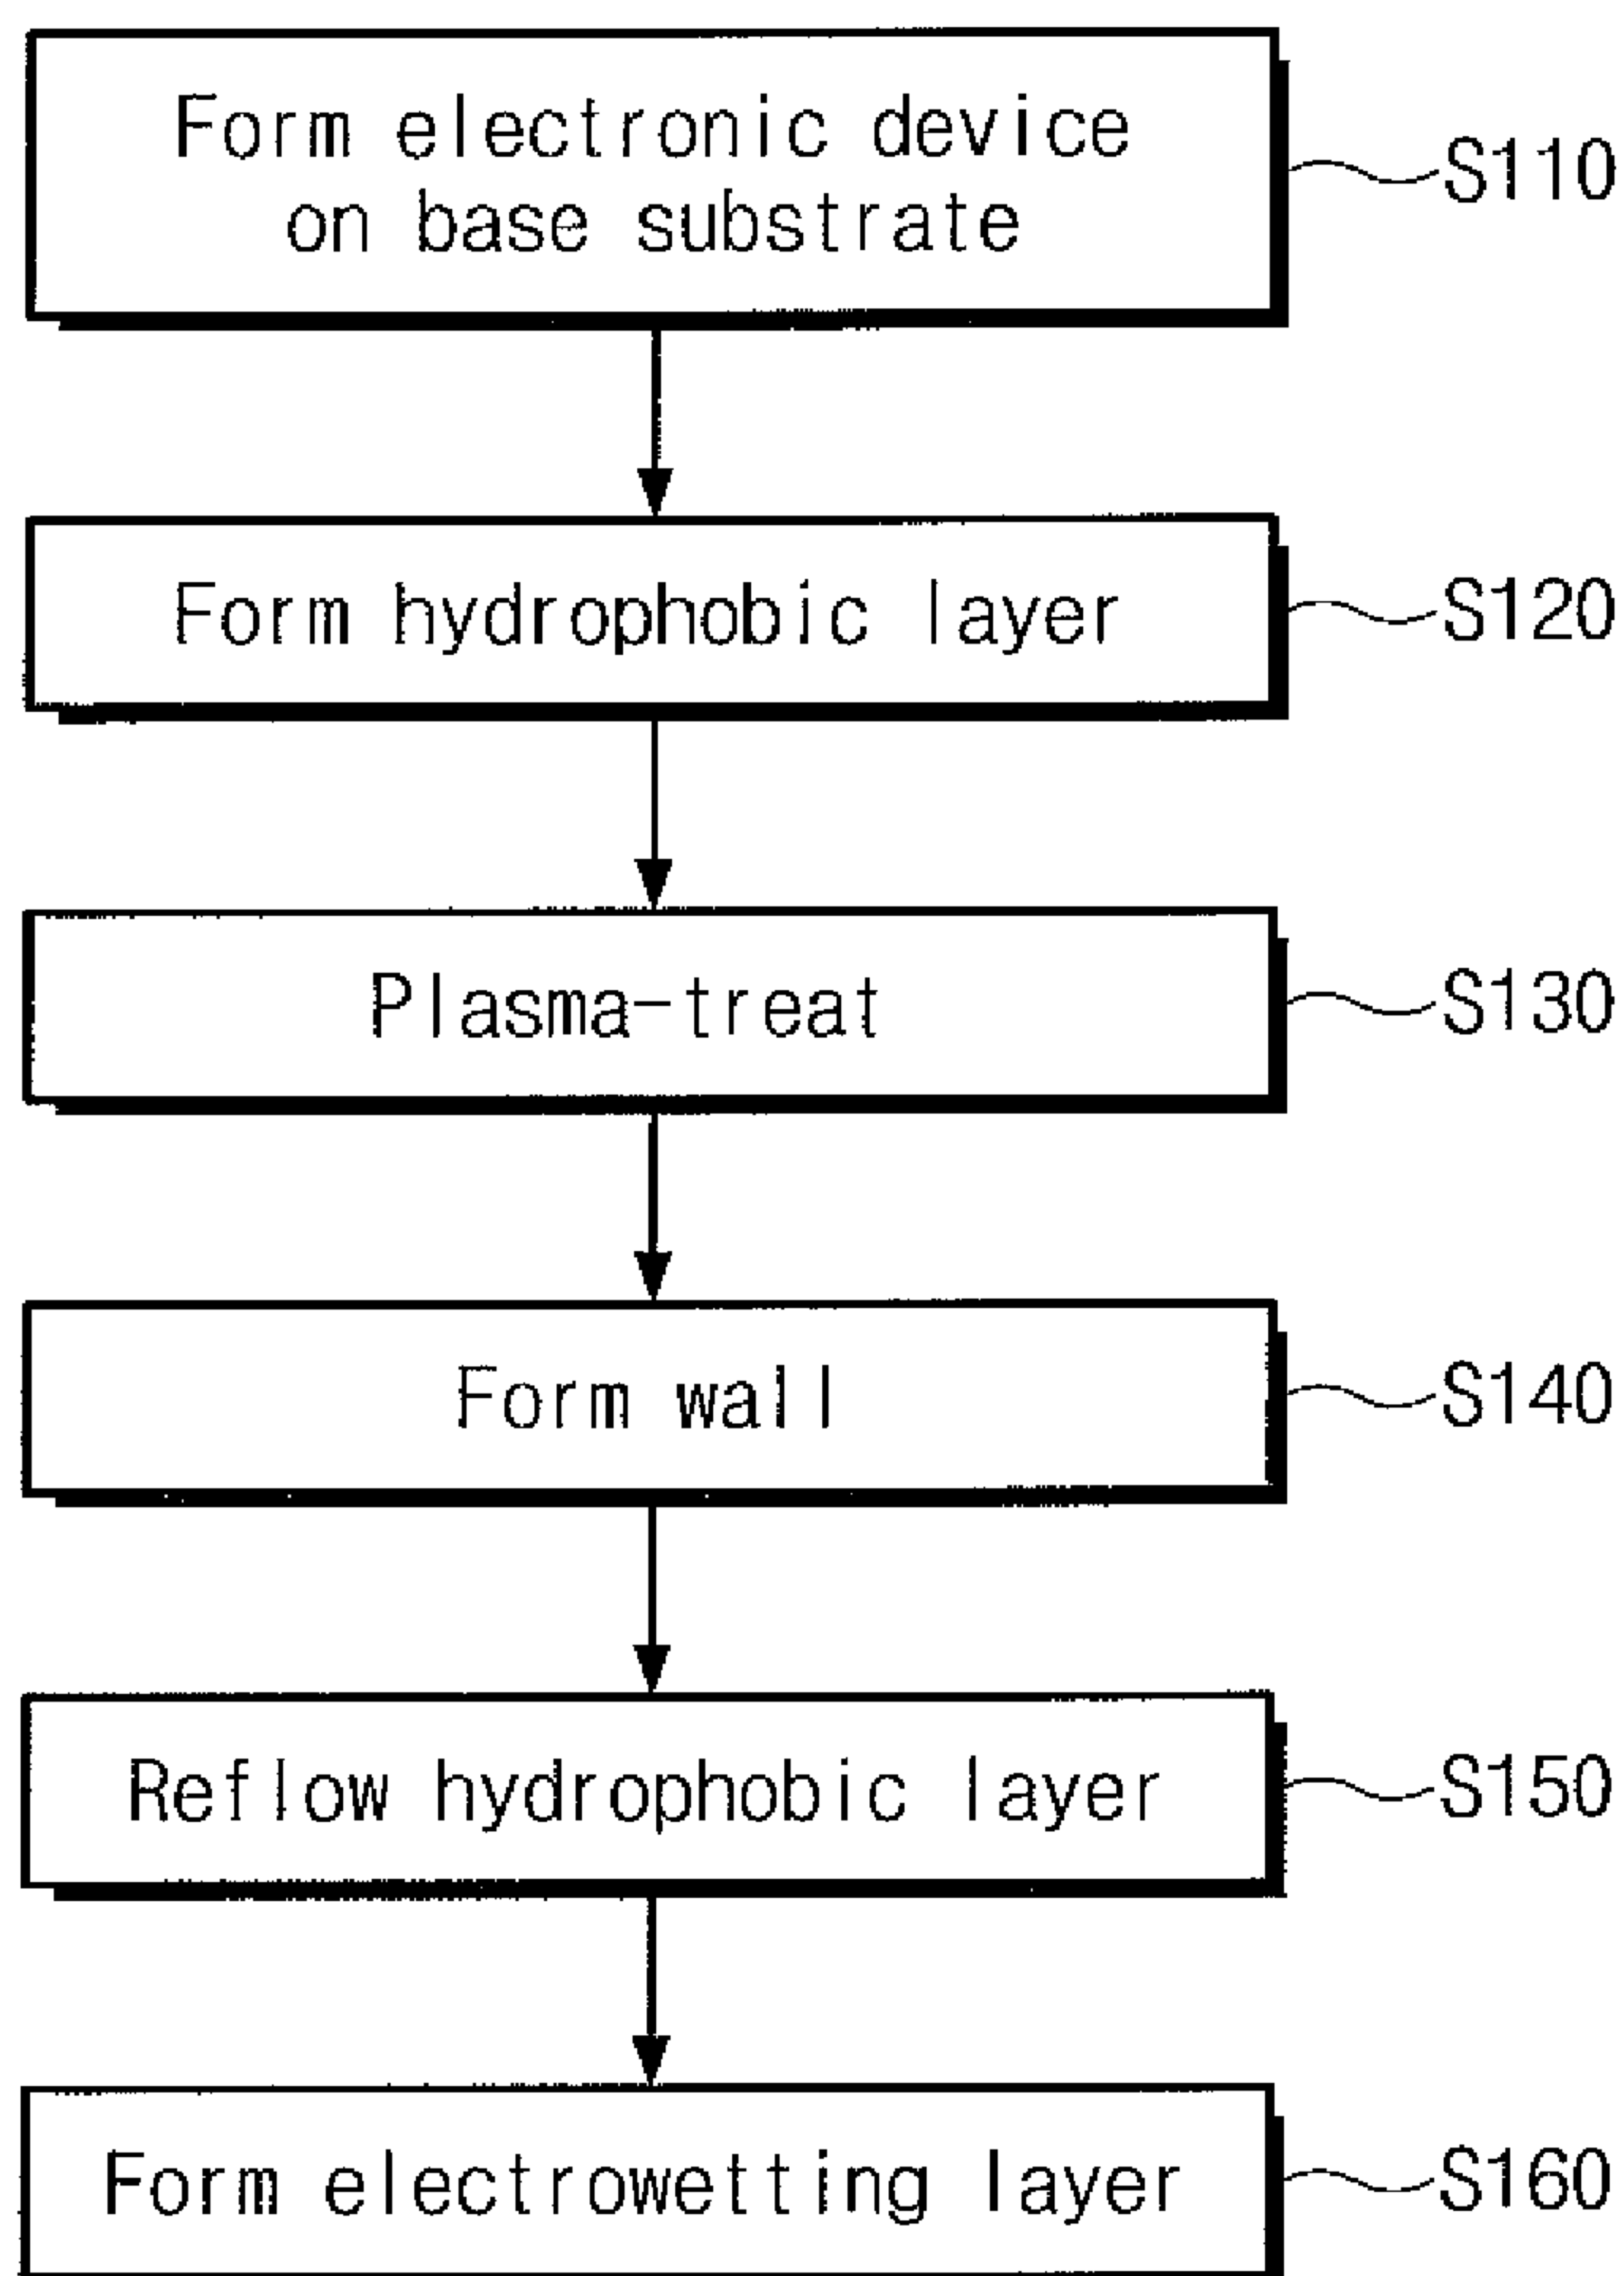 Form electronic device
on base substrate
S110
Form hydrophobic layer
S120
Plasma-treat
S130
Form wall
S140
Reflow hydrophobic layer
S150
Form electrowetting layer
S160